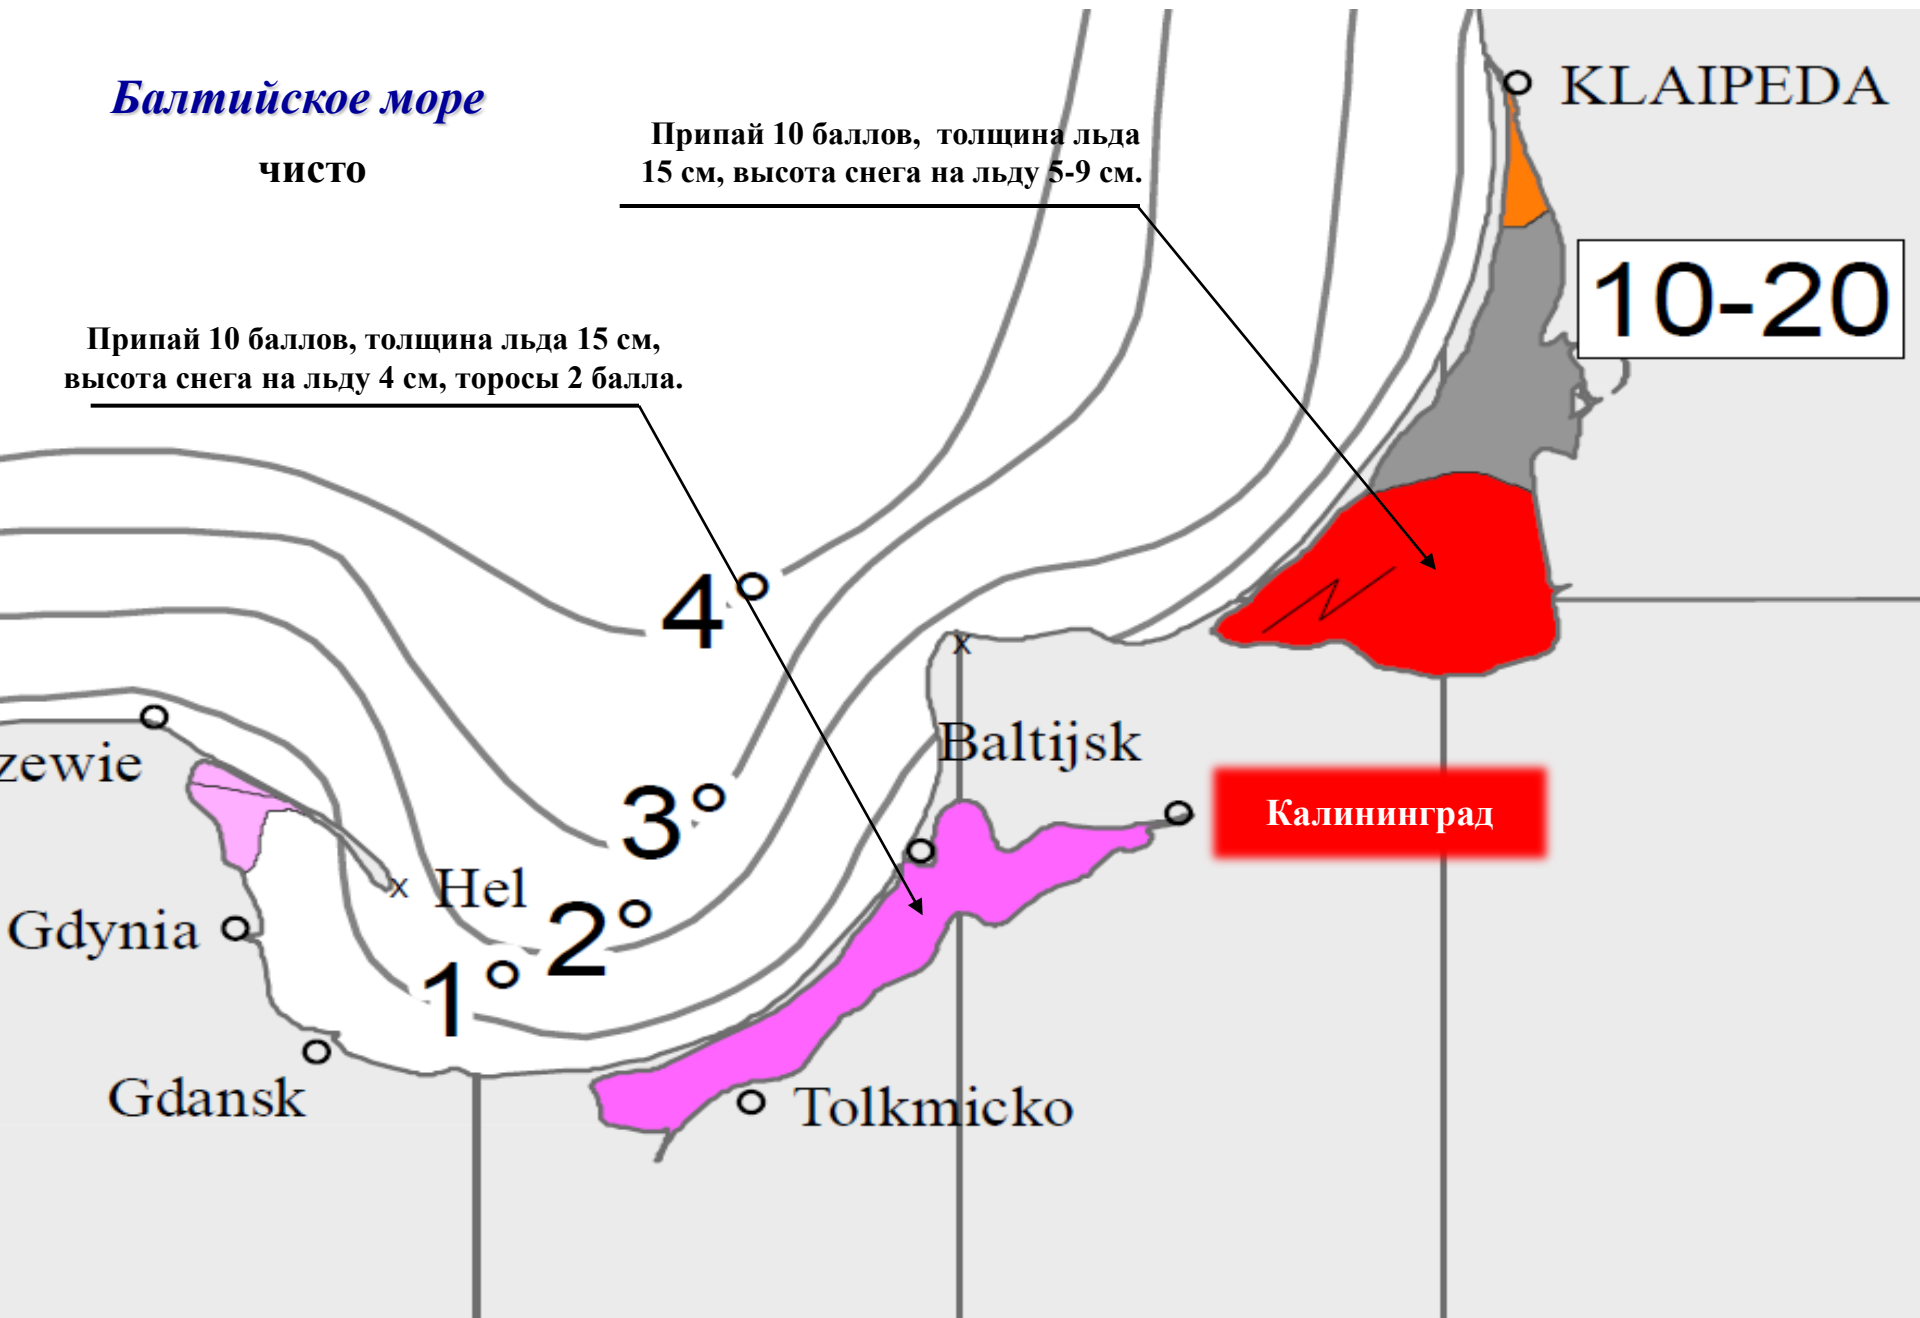 Балтийское море
чисто
Припай 10 баллов, толщина льда
15 см, высота снега на льду 5-9 см.
KLAIPEDA
10-20
Припай 10 баллов, толщина льда 15 см,
высота снега на льду 4 см, торосы 2 балла.
4°
x
Baltijsk
zewie
3°
Калининград
Hel
x
2°
Gdynia
1°
Gdansk
Tolkmicko